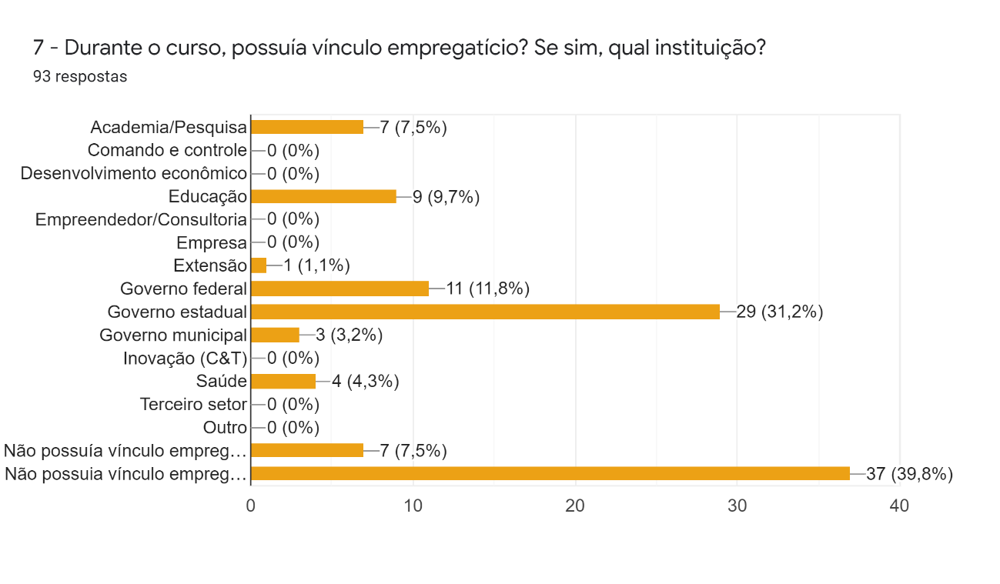 7 - Durante o curso, possuía vínculo empregatício? Se sim, qual instituição?
93 respostas
Academia/Pesquisa 7 (7,5%)
Comando e controle 0 (0%)
Desenvolvimento econômico 0 (0%)
Educação 9 (9,7%)
Empreendedor/Consultoria 0 (0%)
Empresa 0 (0%)
Extensão 1 (1,1%)
Governo federal 11 (11,8%)
Governo estadual 29 (31,2%)
Governo municipal 3 (3,2%)
Inovação (C&T) 0 (0%)
Saúde 4 (4,3%)
Terceiro setor 0 (0%)
Outro 0 (0%)
Não possuía vínculo empreg… 7 (7,5%)
Não possuia vínculo empreg… 37 (39,8%)
0 10 20 30 40